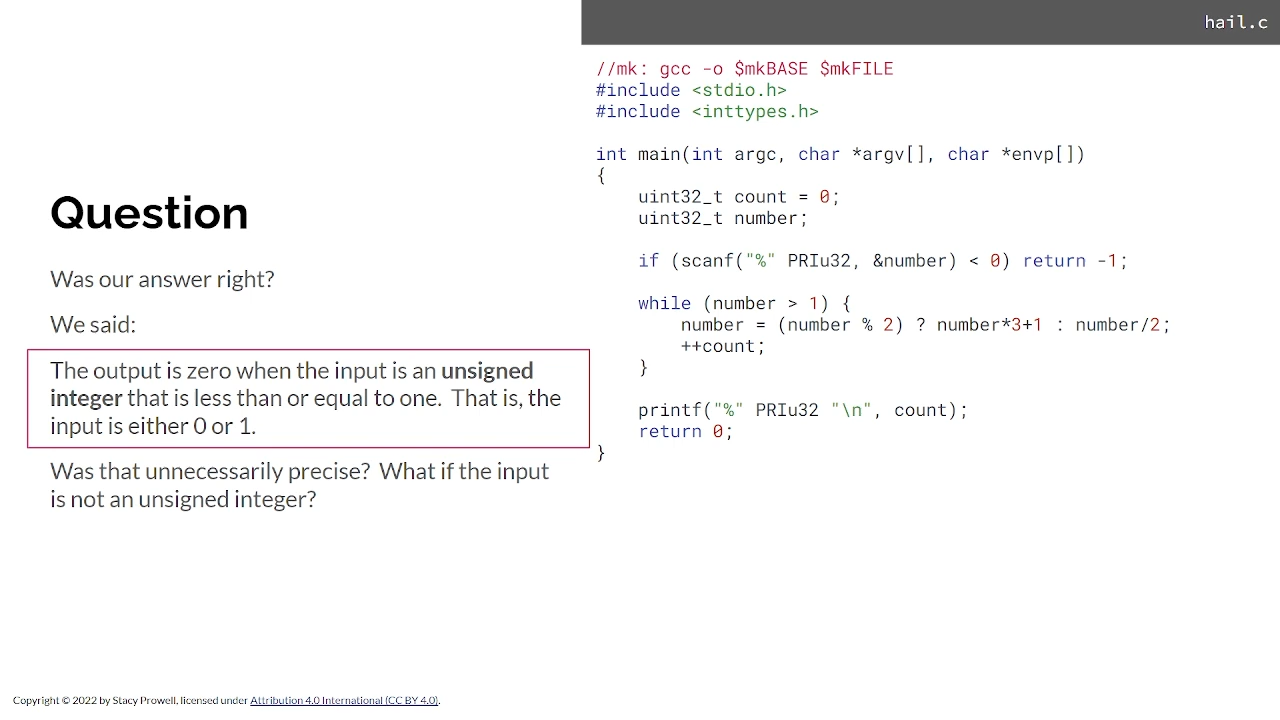 hail.c
Question
Was our answer right?
We said:
The output is zero when the input is an unsigned
integer that is less than or equal to one. That is, the
input is either 0 or 1.
Was that unnecessarily precise? What if the input
is not an unsigned integer?
//mk: gcc -o $mkBASE $mkFILE
#include <stdio.h>
#include <inttypes.h>
int main(int argc, char *argv[], char *envp[])
{
    uint32_t count = 0;
    uint32_t number;
    if (scanf("%" PRIu32, &number) < 0) return -1;
    while (number > 1) {
        number = (number % 2) ? number*3+1 : number/2;
        ++count;
    }
    printf("%" PRIu32 "\n", count);
    return 0;
}
Copyright © 2022 by Stacy Prowell, licensed under Attribution 4.0 International (CC BY 4.0).